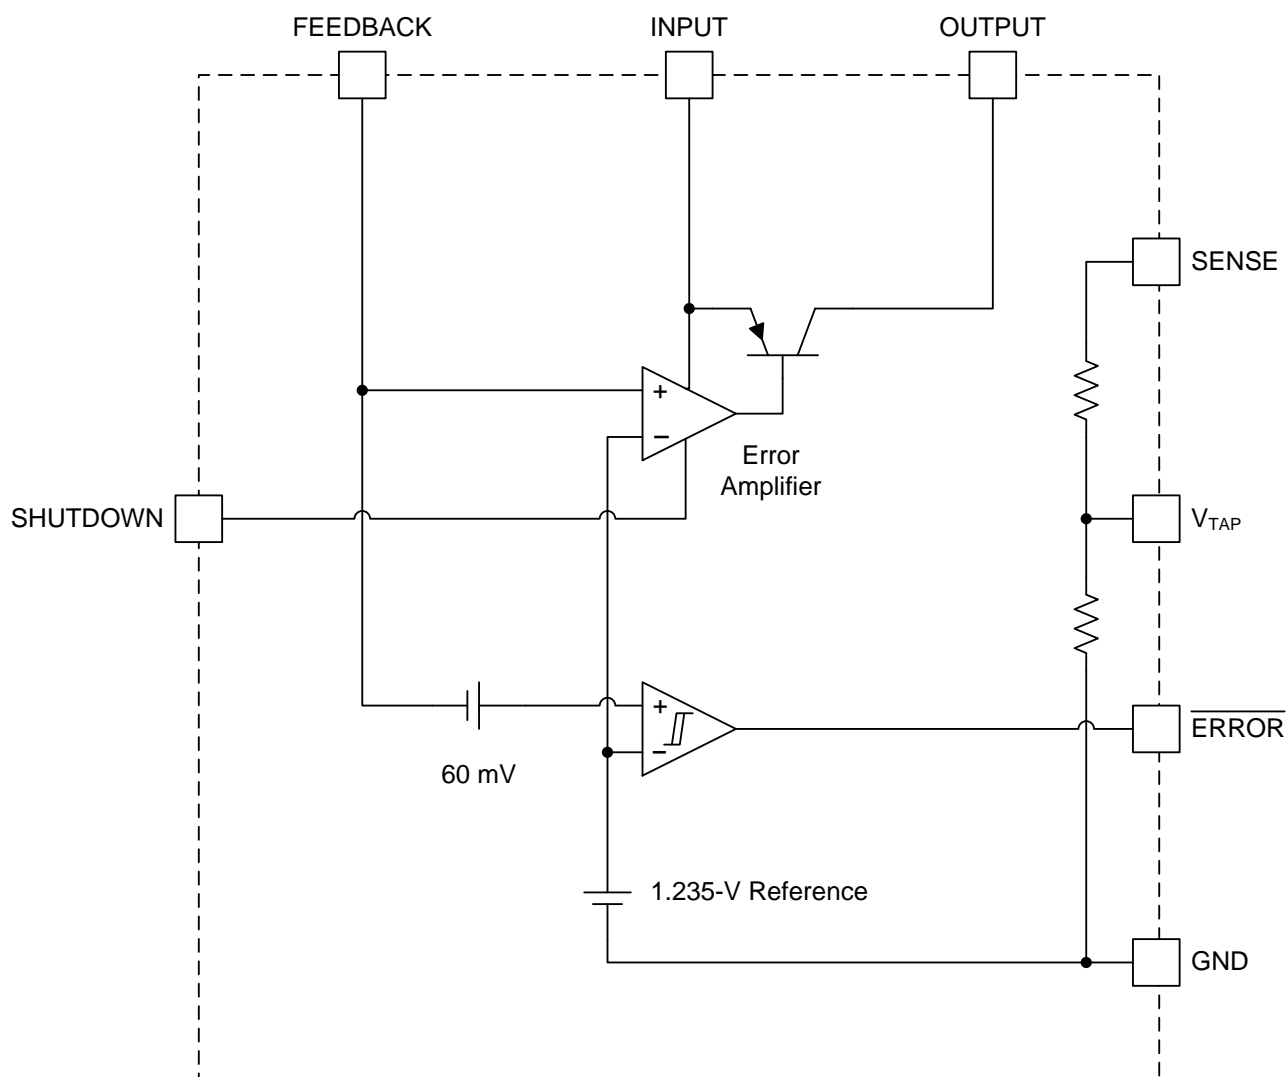 FEEDBACK
INPUT
OUTPUT
SENSE
+
−
Error
Amplifier
SHUTDOWN
VTAP
+
−
ERROR
60 mV
1.235-V Reference
GND